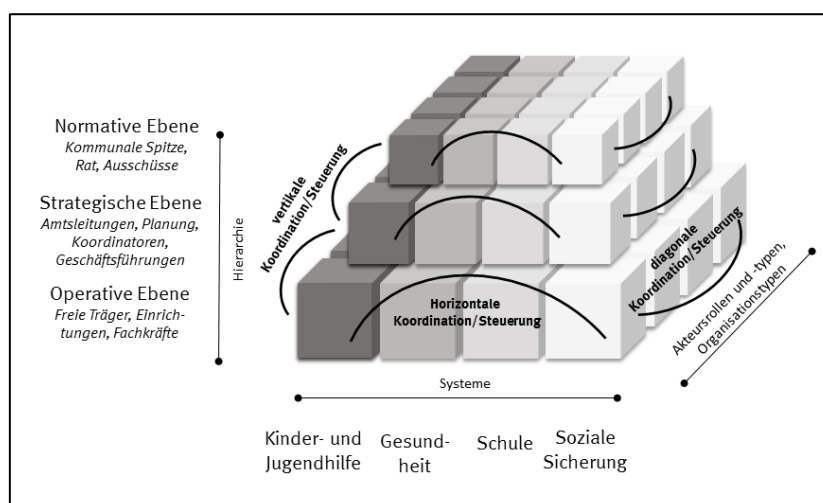 Normative Ebene
Kommunale Spitze,
Rat, Ausschüsse
Strategische Ebene
Amtsleitungen, Planung,
Koordinatoren,
Geschäftsführungen
Operative Ebene
Freie Träger, Einrich-
tungen, Fachkräfte
Hierarchie
vertikale
Koordination/Steuerung
Horizontale
Koordination/Steuerung
diagonale
Koordination/Steuerung
Akteursrollen und -typen,
Organisationstypen
Systeme
Kinder- und
Jugendhilfe
Gesund-
heit
Schule
Soziale
Sicherung